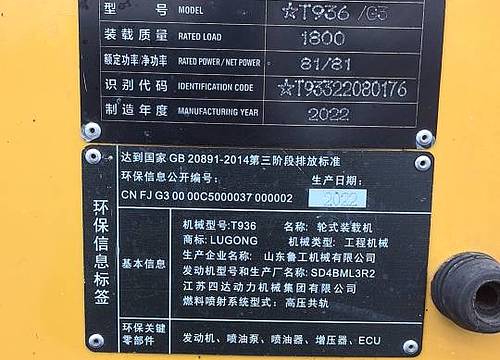 型 号 MODEL ☆T936 /G3
装载质量 RATED LOAD 1800
额定功率/净功率 RATED POWER/NET POWER 81/81
识别代码 IDENTIFICATION CODE ☆T93322080176
制造年度 MANUFACTURING YEAR 2022
环保信息标签
达到国家 GB 20891-2014第三阶段排放标准
环保信息公开编号： 生产日期：
CN FJ G3 00 00C5000037 000002 2022
基本信息
机械型号:T936 名称: 轮式装载机
商标: LUGONG 机械类型: 工程机械
生产企业名称: 山东鲁工机械有限公司
发动机型号和生产厂名称: SD4BML3R2
江苏四达动力机械集团有限公司
燃料喷射系统型式: 高压共轨
环保关键
零部件
发动机、喷油泵、喷油器、增压器、ECU